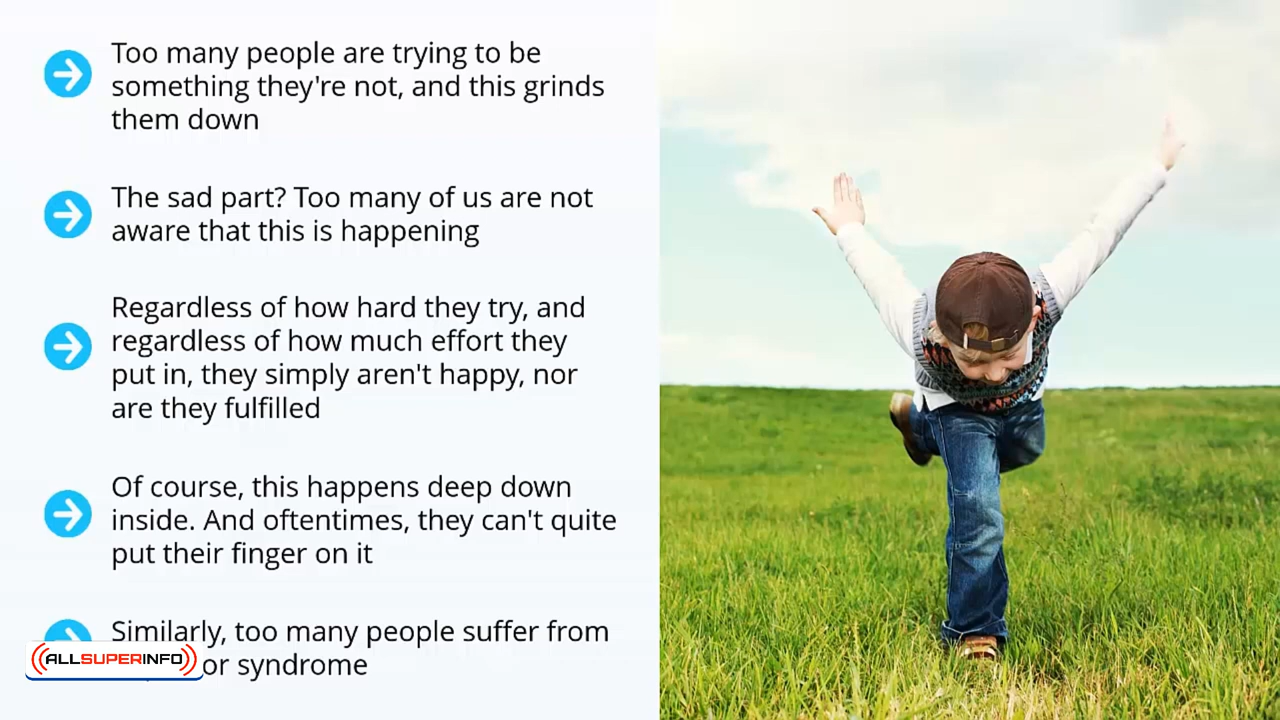 Too many people are trying to be
something they're not, and this grinds
them down
The sad part? Too many of us are not
aware that this is happening
Regardless of how hard they try, and
regardless of how much effort they
put in, they simply aren't happy, nor
are they fulfilled
Of course, this happens deep down
inside. And oftentimes, they can't quite
put their finger on it
Similarly, too many people suffer from
or syndrome
ALLSUPERINFO